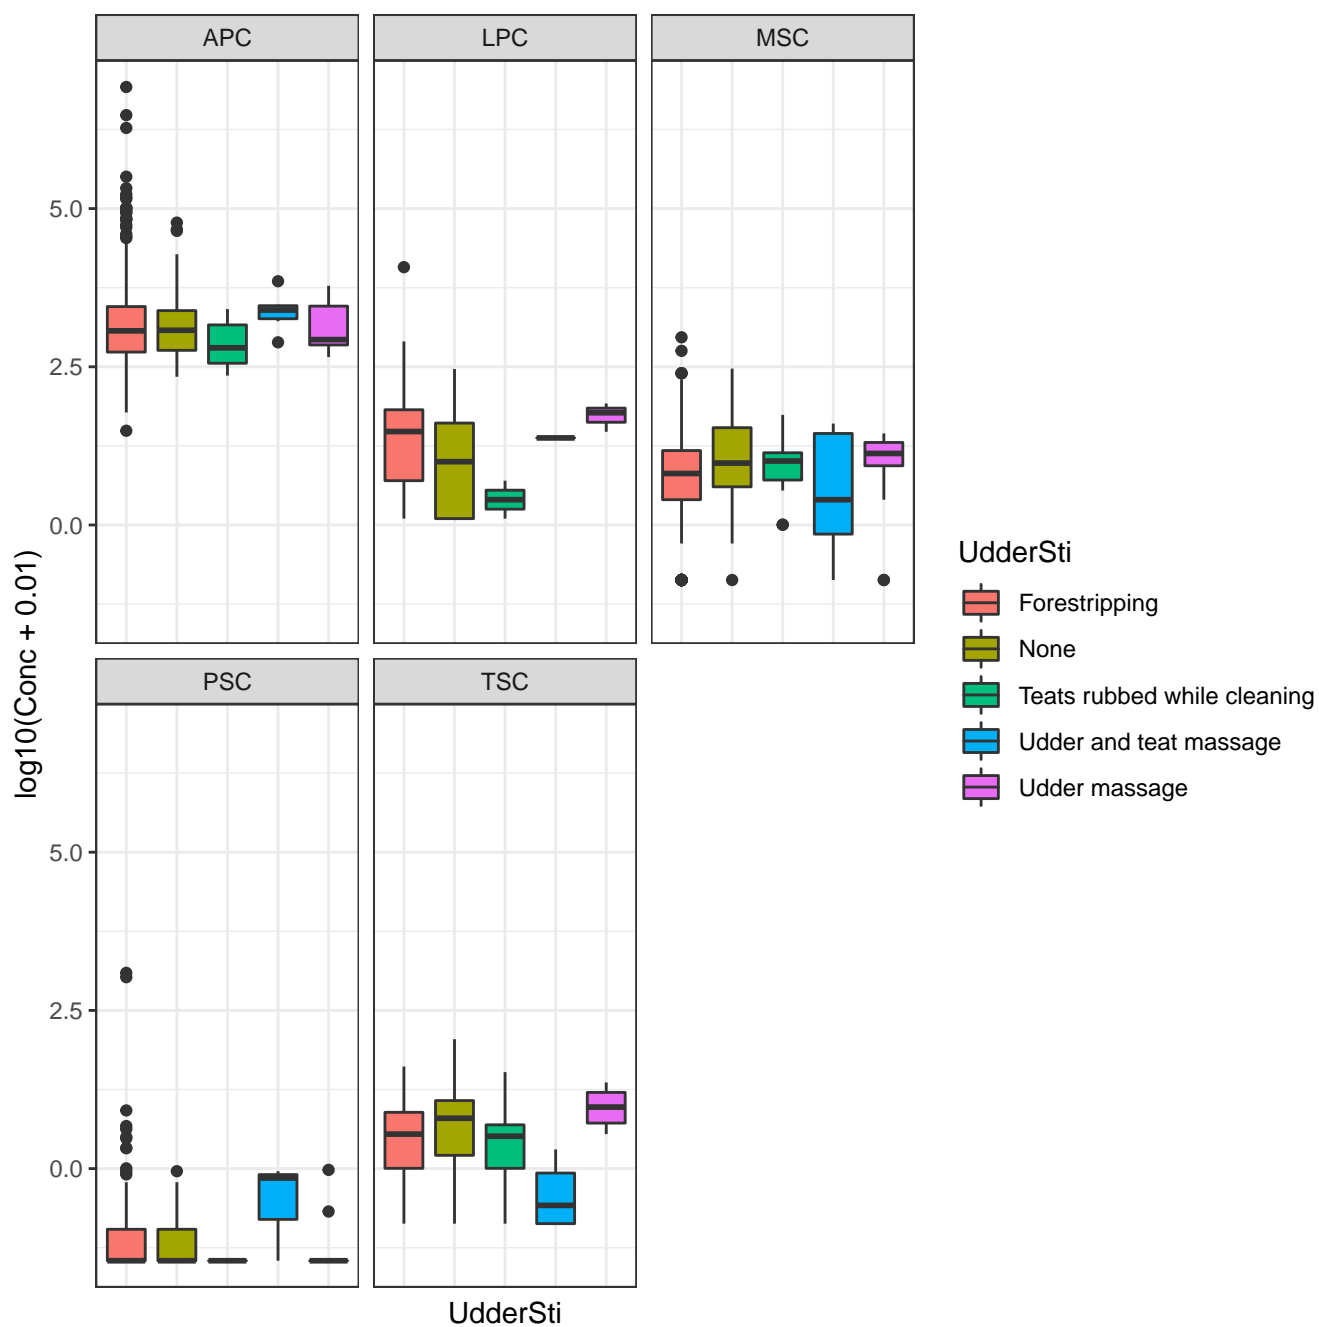 APC
LPC
MSC
5.0
2.5
0.0
PSC
TSC
5.0
2.5
0.0
log10(Conc + 0.01)
UdderSti
UdderSti
Forestripping
None
Teats rubbed while cleaning
Udder and teat massage
Udder massage